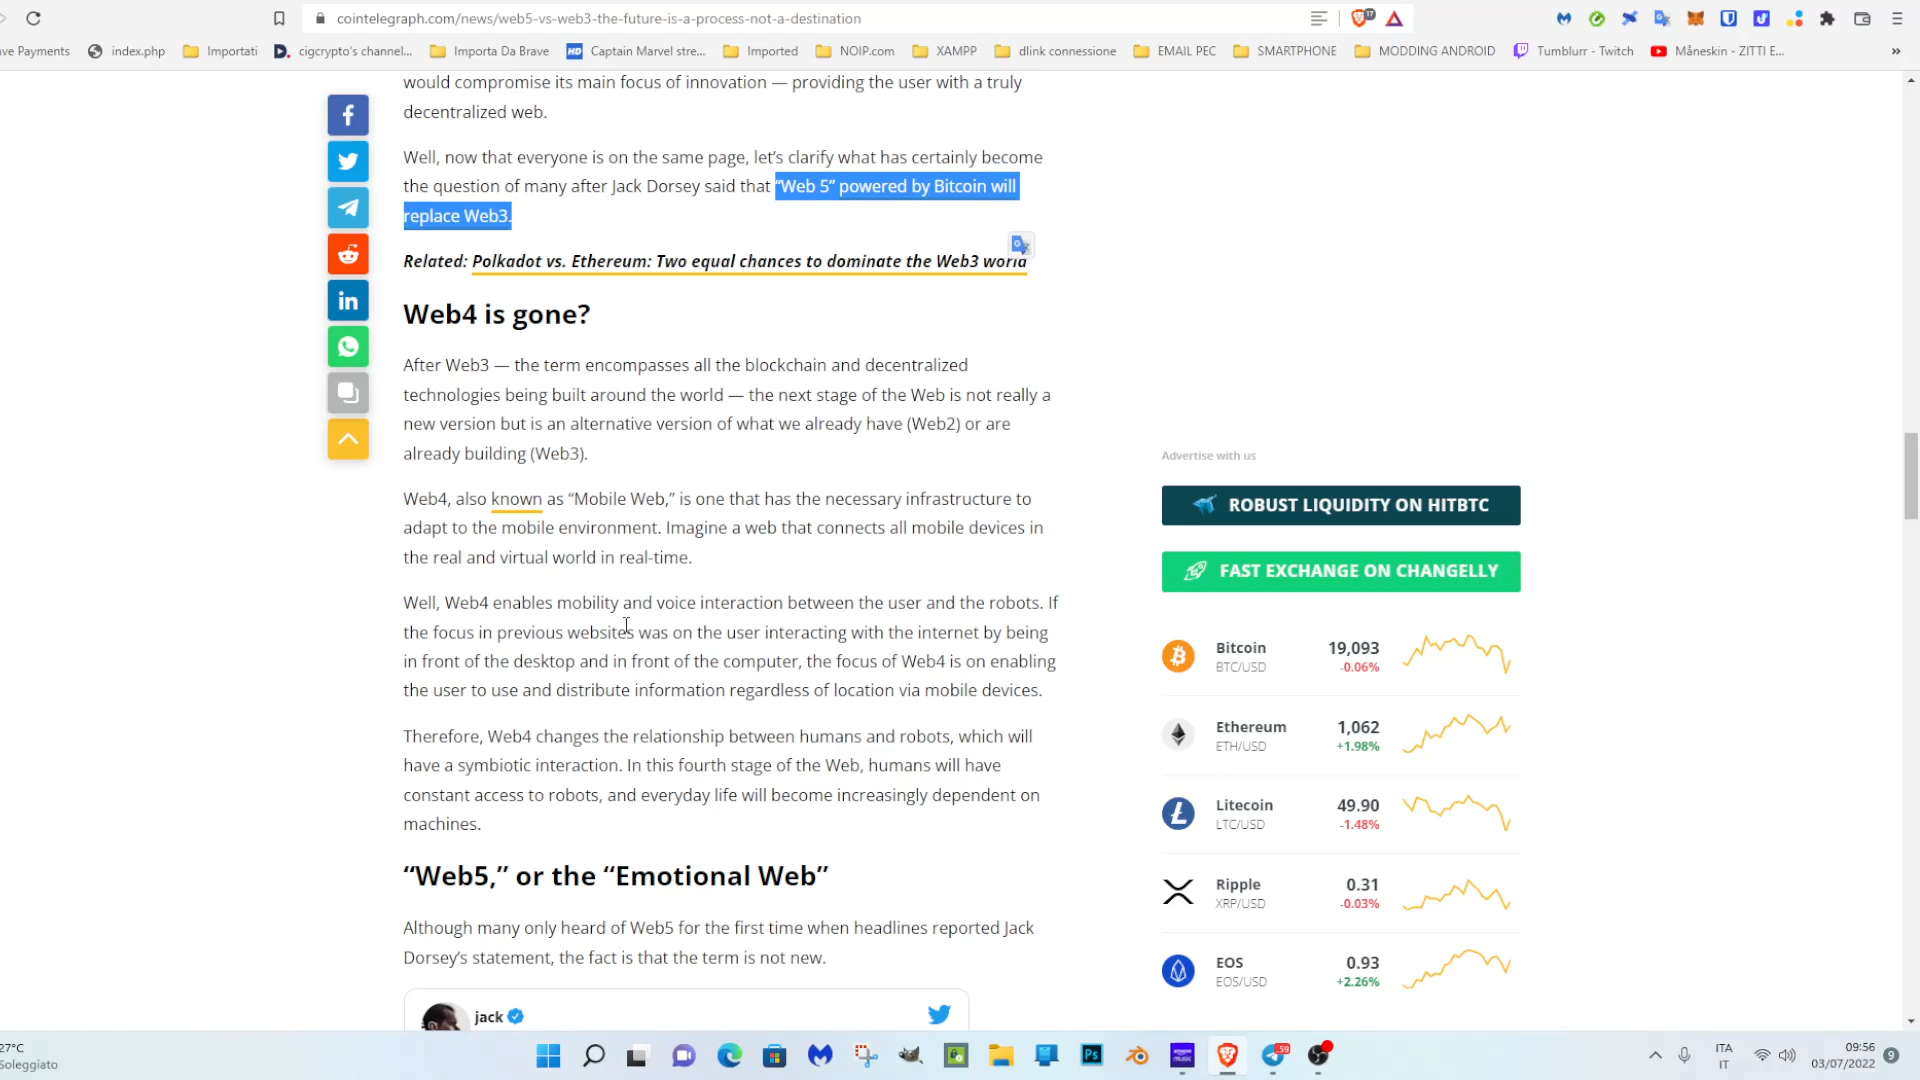 cointelegraph.com/news/web5-vs-web3-the-future-is-a-process-not-a-destination
17
ve Payments
index.php
Importati
cigcrypto's channel...
Importa Da Brave
HD
Captain Marvel stre...
Imported
NOIP.com
XAMPP
dlink connessione
EMAIL PEC
SMARTPHONE
MODDING ANDROID
Tumblurr - Twitch
Måneskin - ZITTI E...
»
would compromise its main focus of innovation — providing the user with a truly
decentralized web.
Well, now that everyone is on the same page, let's clarify what has certainly become
the question of many after Jack Dorsey said that “Web 5” powered by Bitcoin will
replace Web3.
Related: Polkadot vs. Ethereum: Two equal chances to dominate the Web3 world
Web4 is gone?
After Web3 — the term encompasses all the blockchain and decentralized
technologies being built around the world — the next stage of the Web is not really a
new version but is an alternative version of what we already have (Web2) or are
already building (Web3).
Web4, also known as “Mobile Web,” is one that has the necessary infrastructure to
adapt to the mobile environment. Imagine a web that connects all mobile devices in
the real and virtual world in real-time.
Well, Web4 enables mobility and voice interaction between the user and the robots. If
the focus in previous websites was on the user interacting with the internet by being
in front of the desktop and in front of the computer, the focus of Web4 is on enabling
the user to use and distribute information regardless of location via mobile devices.
Therefore, Web4 changes the relationship between humans and robots, which will
have a symbiotic interaction. In this fourth stage of the Web, humans will have
constant access to robots, and everyday life will become increasingly dependent on
machines.
“Web5,” or the “Emotional Web”
Although many only heard of Web5 for the first time when headlines reported Jack
Dorsey's statement, the fact is that the term is not new.
jack
Advertise with us
ROBUST LIQUIDITY ON HITBTC
FAST EXCHANGE ON CHANGELLY
Bitcoin 19,093
BTC/USD -0.06%
Ethereum 1,062
ETH/USD +1.98%
Litecoin 49.90
LTC/USD -1.48%
Ripple 0.31
XRP/USD -0.03%
EOS 0.93
EOS/USD +2.26%
27°C
Soleggiato
Ps
amazon music
59
ITA
IT
09:56
03/07/2022
9